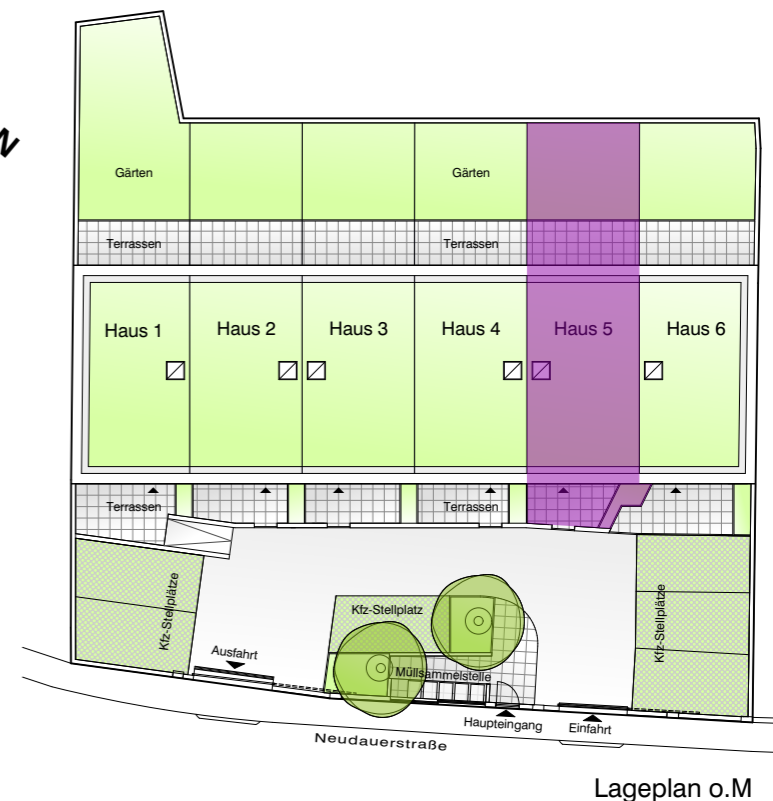 N
Gärten
Gärten
Terrassen
Terrassen
Haus 1
Haus 2
Haus 3
Haus 4
Haus 5
Haus 6
Terrassen
Terrassen
Kfz-Stellplätze
Kfz-Stellplatz
Kfz-Stellplätze
Ausfahrt
Müllsammelstelle
Haupteingang
Einfahrt
Neudauerstraße
Lageplan o.M